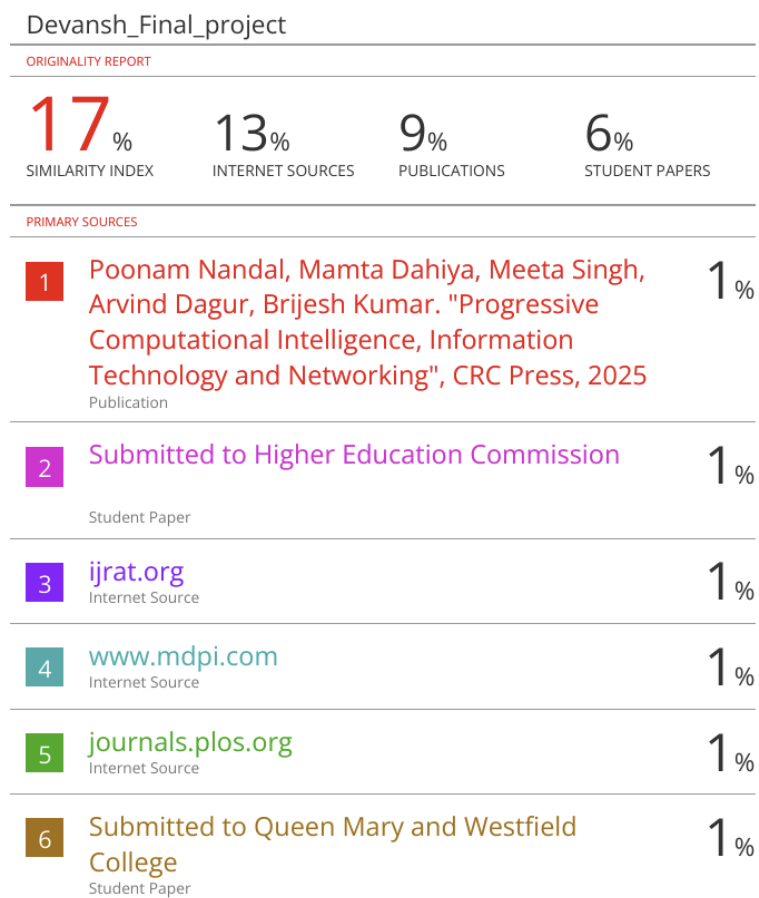 Devansh_Final_project
ORIGINALITY REPORT
17% 13% 9% 6%
SIMILARITY INDEX INTERNET SOURCES PUBLICATIONS STUDENT PAPERS
PRIMARY SOURCES
1 Poonam Nandal, Mamta Dahiya, Meeta Singh, 1%
Arvind Dagur, Brijesh Kumar. "Progressive
Computational Intelligence, Information
Technology and Networking", CRC Press, 2025
Publication
2 Submitted to Higher Education Commission 1%
Student Paper
3 ijrat.org 1%
Internet Source
4 www.mdpi.com 1%
Internet Source
5 journals.plos.org 1%
Internet Source
6 Submitted to Queen Mary and Westfield 1%
College
Student Paper